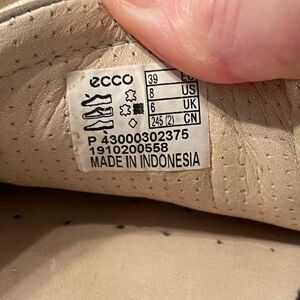 ecco
39 EU
8 US
6 UK
245 (2) CN
P 43000302375
1910200558
MADE IN INDONESIA